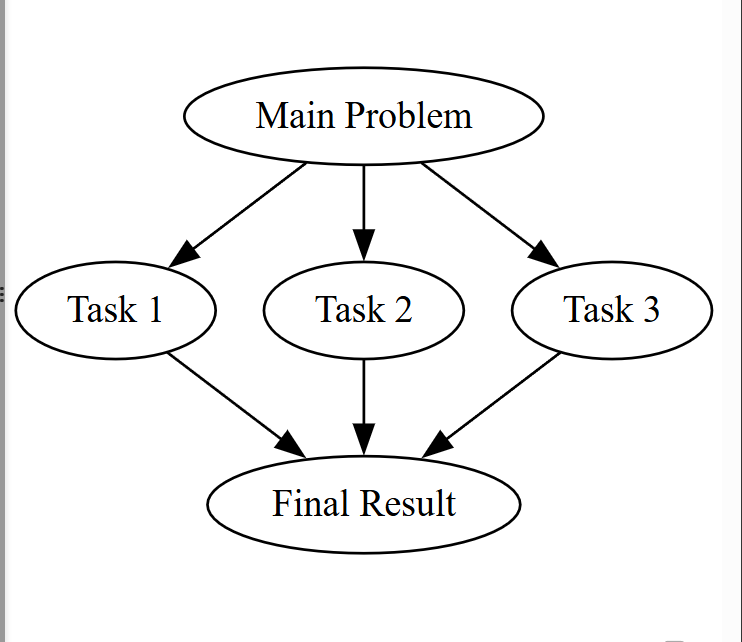 Main Problem
Task 1
Task 2
Task 3
Final Result